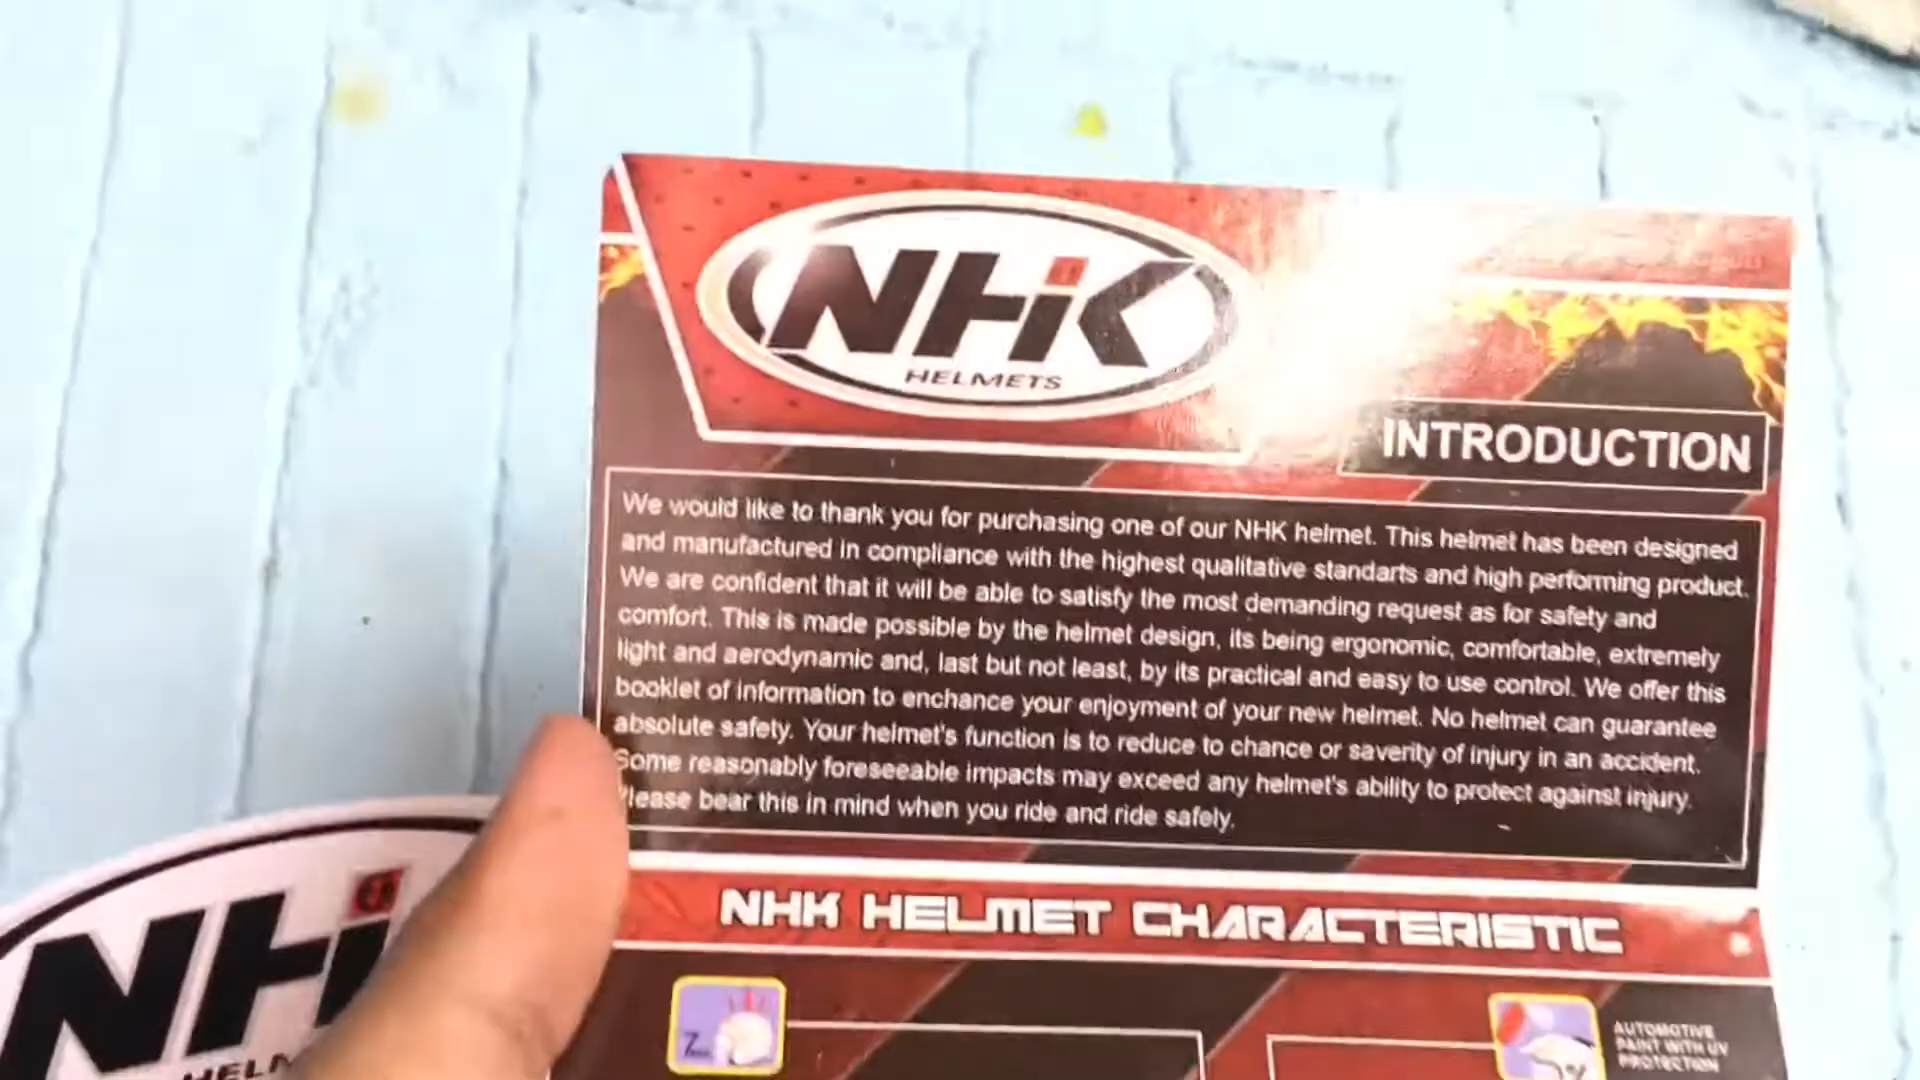 NHK
HELMETS
INTRODUCTION
We would like to thank you for purchasing one of our NHK helmet. This helmet has been designed
and manufactured in compliance with the highest qualitative standarts and high performing product.
We are confident that it will be able to satisfy the most demanding request as for safety and
comfort. This is made possible by the helmet design, its being ergonomic, comfortable, extremely
light and aerodynamic and, last but not least, by its practical and easy to use control. We offer this
booklet of information to enchance your enjoyment of your new helmet. No helmet can guarantee
absolute safety. Your helmet's function is to reduce to chance or saverity of injury in an accident.
Some reasonably foreseeable impacts may exceed any helmet's ability to protect against injury.
Please bear this in mind when you ride and ride safely.
NHK HELMET CHARACTERISTIC
7
AUTOMOTIVE
PAINT WITH UV
PROTECTION
NH
HELM